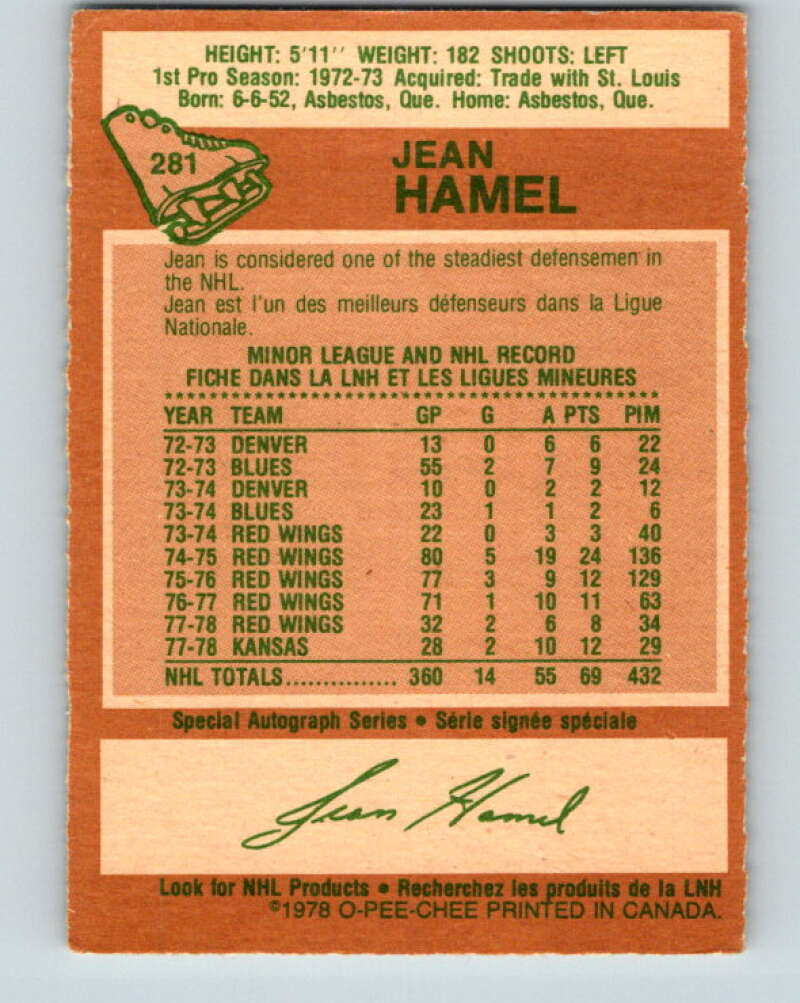 HEIGHT: 5'11'' WEIGHT: 182 SHOOTS: LEFT
1st Pro Season: 1972-73 Acquired: Trade with St. Louis
Born: 6-6-52, Asbestos, Que. Home: Asbestos, Que.
281
JEAN
HAMEL
Jean is considered one of the steadiest defensemen in
the NHL.
Jean est l'un des meilleurs défenseurs dans la Ligue
Nationale.
MINOR LEAGUE AND NHL RECORD
FICHE DANS LA LNH ET LES LIGUES MINEURES
YEAR TEAM GP G A PTS PIM
72-73 DENVER 13 0 6 6 22
72-73 BLUES 55 2 7 9 24
73-74 DENVER 10 0 2 2 12
73-74 BLUES 23 1 1 2 6
73-74 RED WINGS 22 0 3 3 40
74-75 RED WINGS 80 5 19 24 136
75-76 RED WINGS 77 3 9 12 129
76-77 RED WINGS 71 1 10 11 63
77-78 RED WINGS 32 2 6 8 34
77-78 KANSAS 28 2 10 12 29
NHL TOTALS................ 360 14 55 69 432
Special Autograph Series • Série signée spéciale
Jean Hamel
Look for NHL Products • Recherchez les produits de la LNH
©1978 O-PEE-CHEE PRINTED IN CANADA.